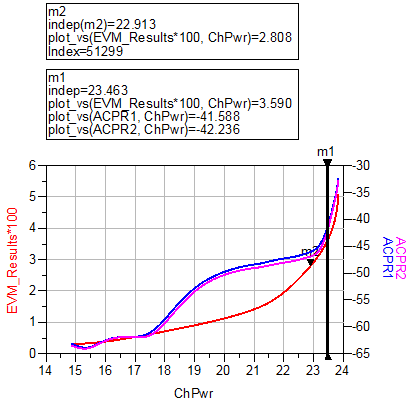 m2
indep(m2)=22.913
plot_vs(EVM_Results*100, ChPwr)=2.808
Index=51299
m1
indep=23.463
plot_vs(EVM_Results*100, ChPwr)=3.590
plot_vs(ACPR1, ChPwr)=-41.588
plot_vs(ACPR2, ChPwr)=-42.236
m1
m2
6
5
4
3
2
1
0
EVM_Results*100
-30
-35
-40
-45
-50
-55
-60
-65
ACPR2
ACPR1
14 15 16 17 18 19 20 21 22 23 24
ChPwr